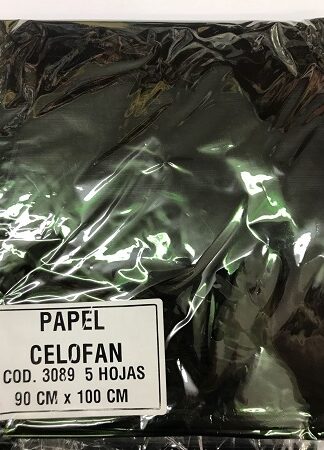 PAPEL
CELOFAN
COD. 3089 5 HOJAS
90 CM x 100 CM